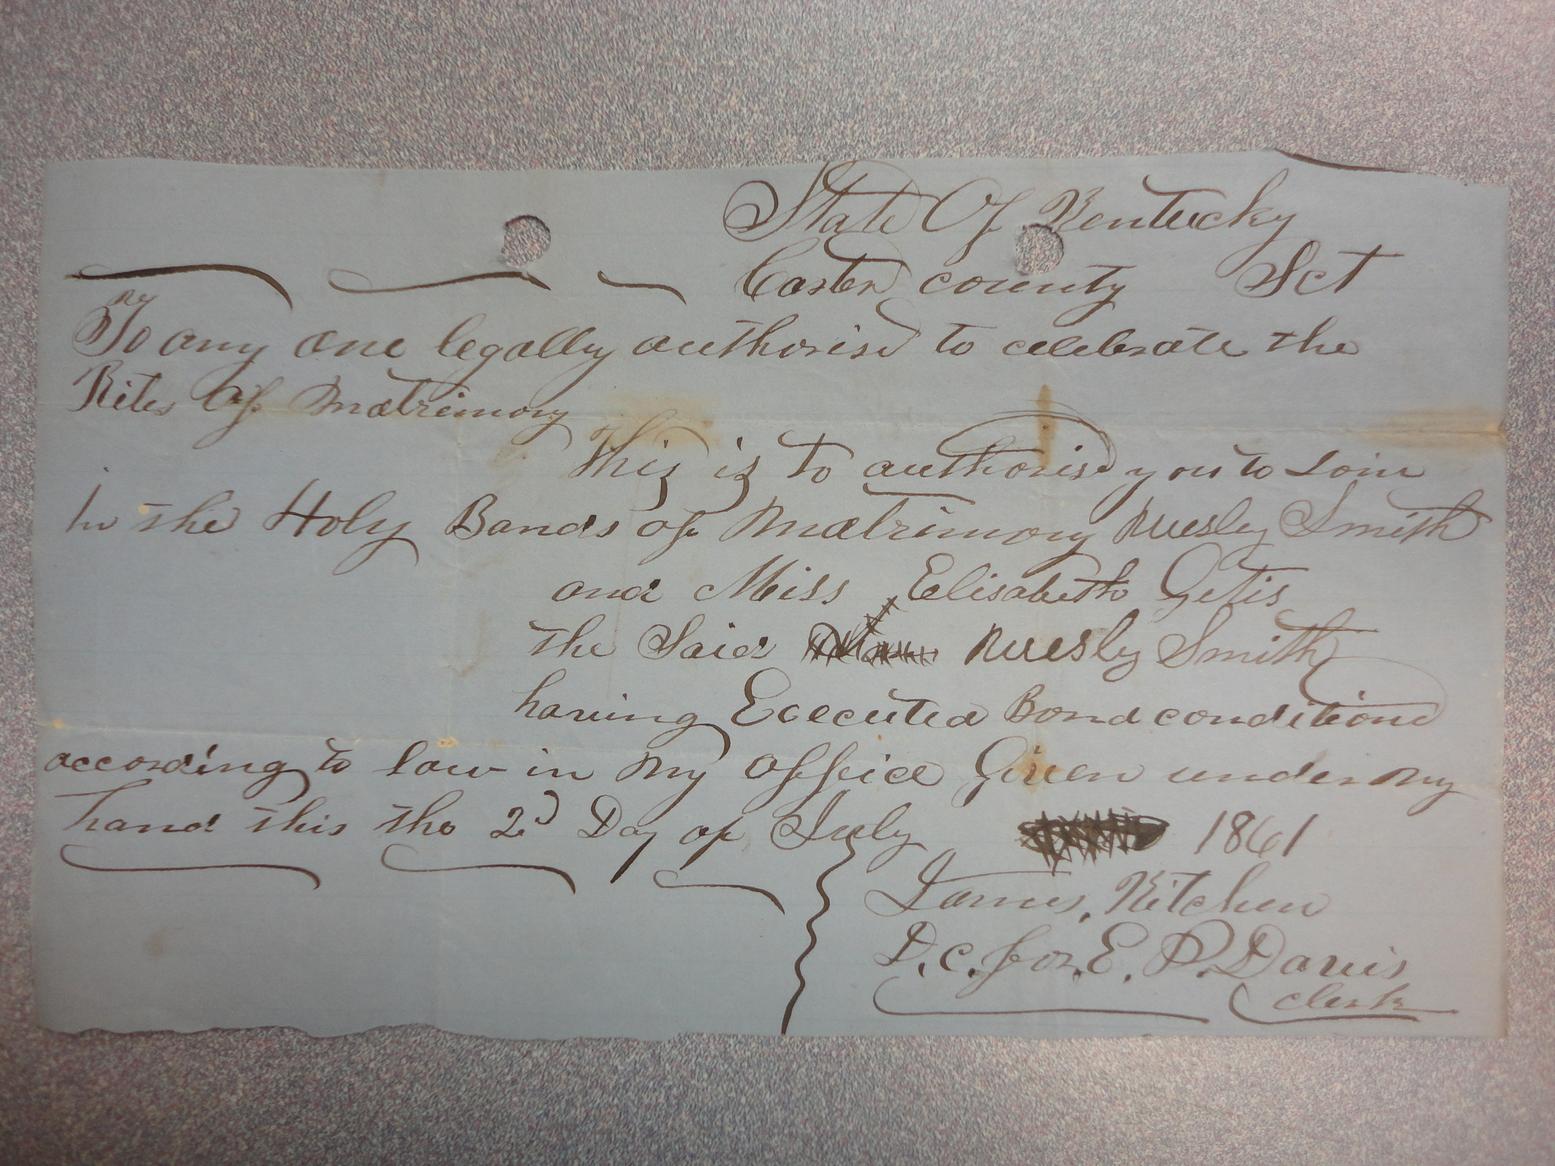 State Of Kentucky
Carter county Sct
To any one legally authorise to celebrate the
Rites of Matrimony
This is to authorise you to Join
In the Holy Bands of Matrimony Wesly Smith
and Miss Elisabeth Getis
the Said Wesly Smith
having Executed Bond conditiond
according to law in my office Given under my
hand this the 2d Day of July 1861
James, Kitchen
D. C. for E. P. Davis
clerk